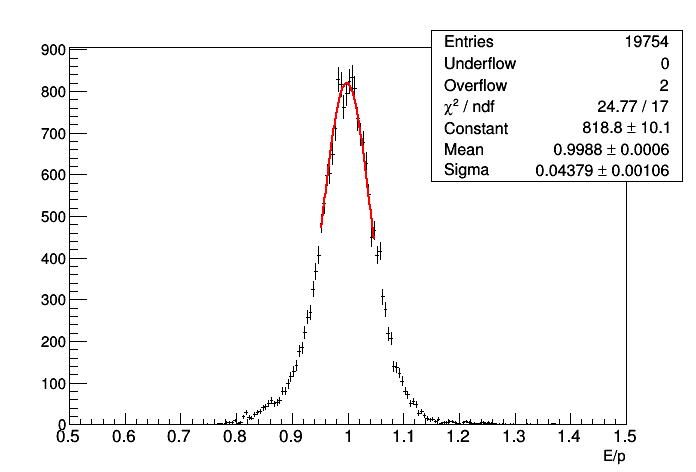 Entries 19754
Underflow 0
Overflow 2
χ² / ndf 24.77 / 17
Constant 818.8 ± 10.1
Mean 0.9988 ± 0.0006
Sigma 0.04379 ± 0.00106
900
800
700
600
500
400
300
200
100
0
0.5 0.6 0.7 0.8 0.9 1 1.1 1.2 1.3 1.4 1.5
E/p